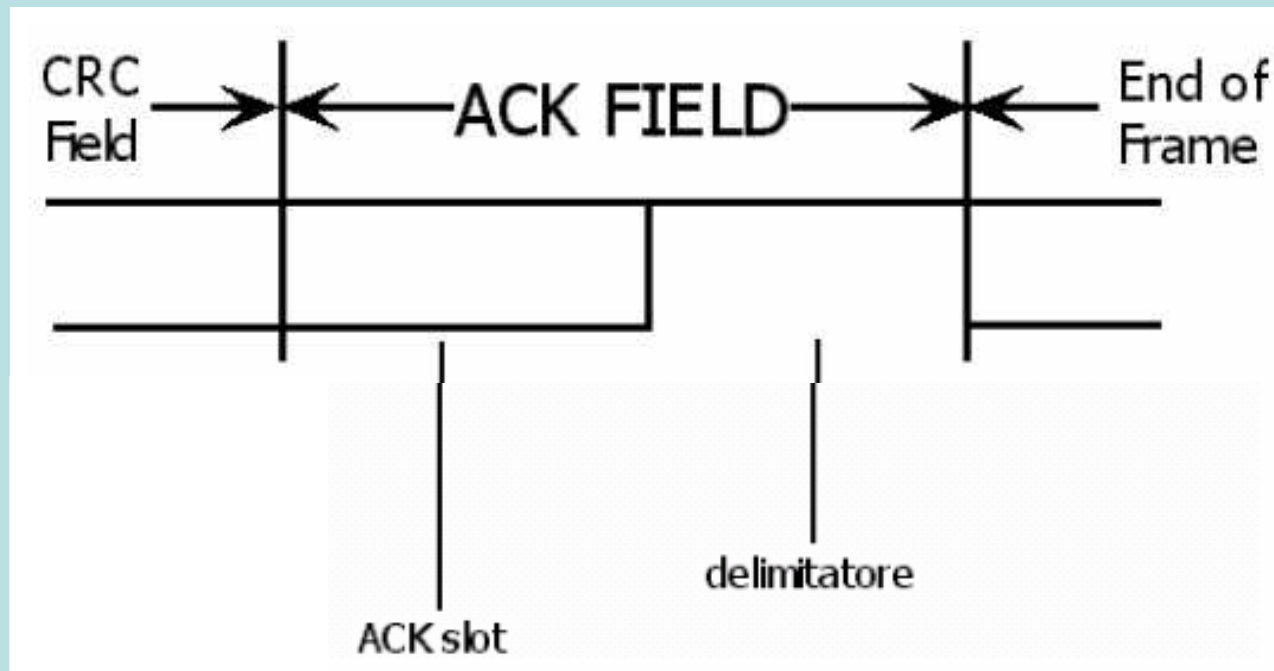 CRC
Field
ACK FIELD
End of
Frame
delimitatore
ACK slot